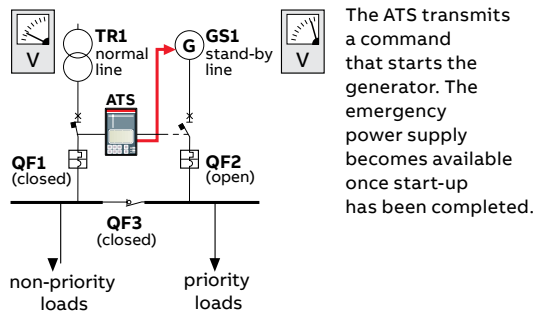 V
TR1
normal
line
G
GS1
stand-by
line
V
ATS
QF1
(closed)
QF2
(open)
QF3
(closed)
non-priority
loads
priority
loads
The ATS transmits
a command
that starts the
generator. The
emergency
power supply
becomes available
once start-up
has been completed.